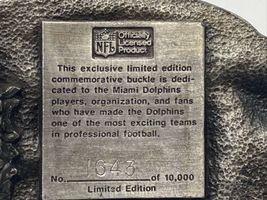 NFL
Officially
Licensed
Product
This exclusive limited edition
commemorative buckle is dedi-
cated to the Miami Dolphins
players, organization, and fans
who have made the Dolphins
one of the most exciting teams
in professional football.
No. 1648 of 10,000
Limited Edition